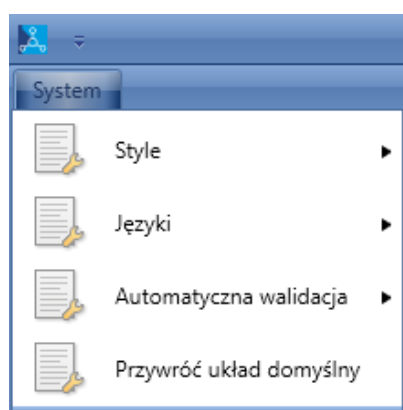 System
Style
Języki
Automatyczna walidacja
Przywróć układ domyślny